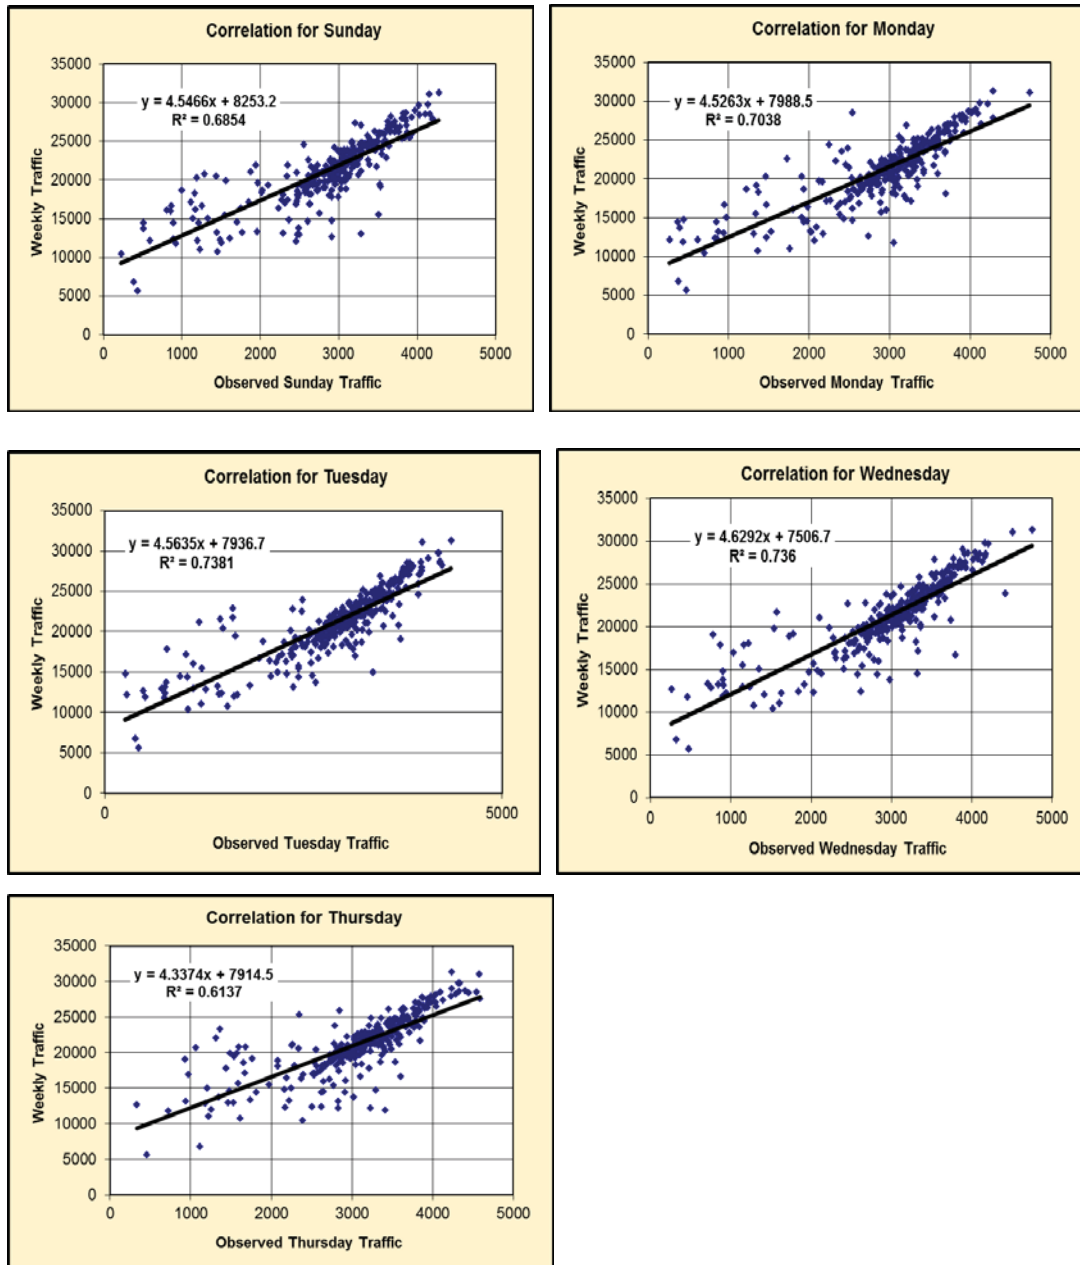 Correlation for Sunday
35000
30000
25000
20000
15000
10000
5000
0
y = 4.5466x + 8253.2
R² = 0.6854
Weekly Traffic
0 1000 2000 3000 4000 5000
Observed Sunday Traffic
Correlation for Monday
35000
30000
25000
20000
15000
10000
5000
0
y = 4.5263x + 7988.5
R² = 0.7038
Weekly Traffic
0 1000 2000 3000 4000 5000
Observed Monday Traffic
Correlation for Tuesday
35000
30000
25000
20000
15000
10000
5000
0
y = 4.5635x + 7936.7
R² = 0.7381
Weekly Traffic
0 5000
Observed Tuesday Traffic
Correlation for Wednesday
35000
30000
25000
20000
15000
10000
5000
0
y = 4.6292x + 7506.7
R² = 0.736
Weekly Traffic
0 1000 2000 3000 4000 5000
Observed Wednesday Traffic
Correlation for Thursday
35000
30000
25000
20000
15000
10000
5000
0
y = 4.3374x + 7914.5
R² = 0.6137
Weekly Traffic
0 1000 2000 3000 4000 5000
Observed Thursday Traffic